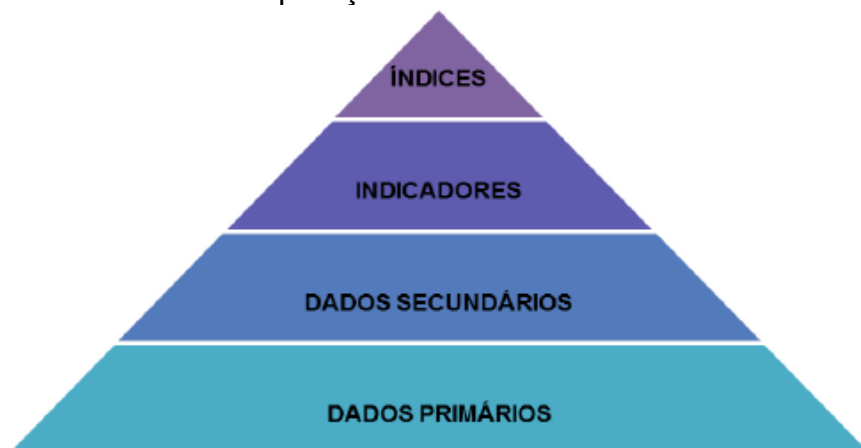 ÍNDICES
INDICADORES
DADOS SECUNDÁRIOS
DADOS PRIMÁRIOS